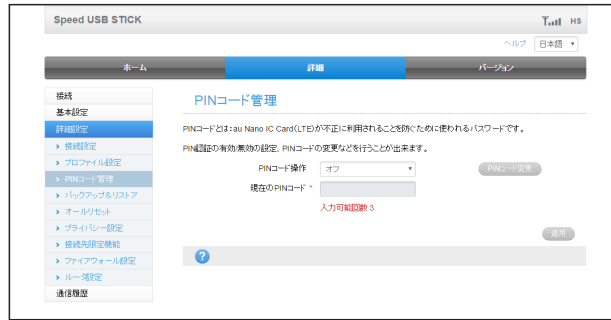 Speed USB STICK
HS
ヘルプ
日本語
ホーム
詳細
バージョン
接続
基本設定
詳細設定
接続設定
プロファイル設定
PINコード管理
バックアップ&リストア
オールリセット
プライバシー設定
接続先限定機能
ファイアウォール設定
ルータ設定
通信履歴
PINコード管理
PINコードとは:au Nano IC Card(LTE)が不正に利用されることを防ぐために使われるパスワードです。
PIN認証の有効/無効の設定、PINコードの変更などを行うことが出来ます。
PINコード操作
オフ
PINコード変更
現在のPINコード *
入力可能回数 3
適用
?